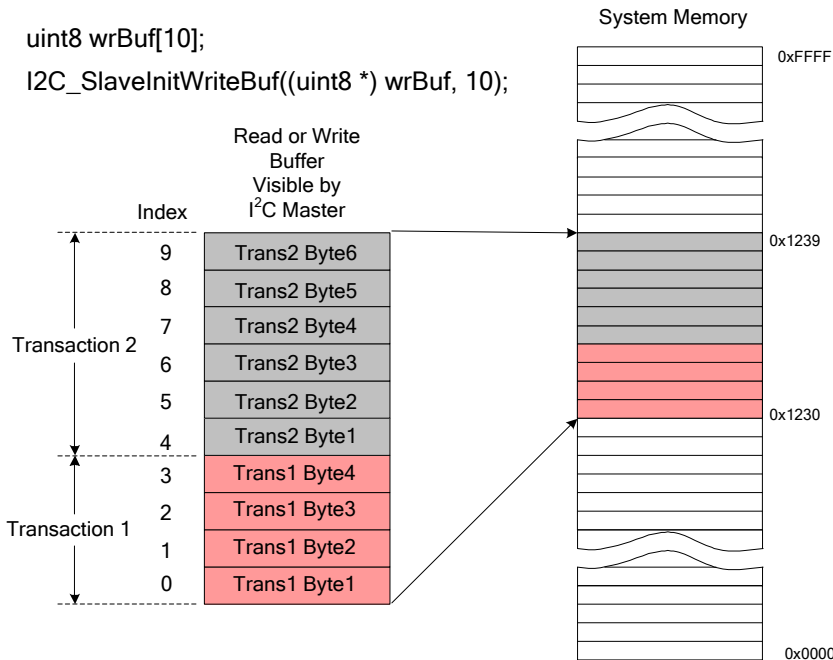 System Memory
uint8 wrBuf[10];
I2C_SlaveInitWriteBuf((uint8 *) wrBuf, 10);
0xFFFF
Read or Write
Buffer
Visible by
I²C Master
Index
9 Trans2 Byte6 0x1239
8 Trans2 Byte5
7 Trans2 Byte4
Transaction 2
6 Trans2 Byte3
5 Trans2 Byte2
0x1230
4 Trans2 Byte1
3 Trans1 Byte4
2 Trans1 Byte3
Transaction 1
1 Trans1 Byte2
0 Trans1 Byte1
0x0000